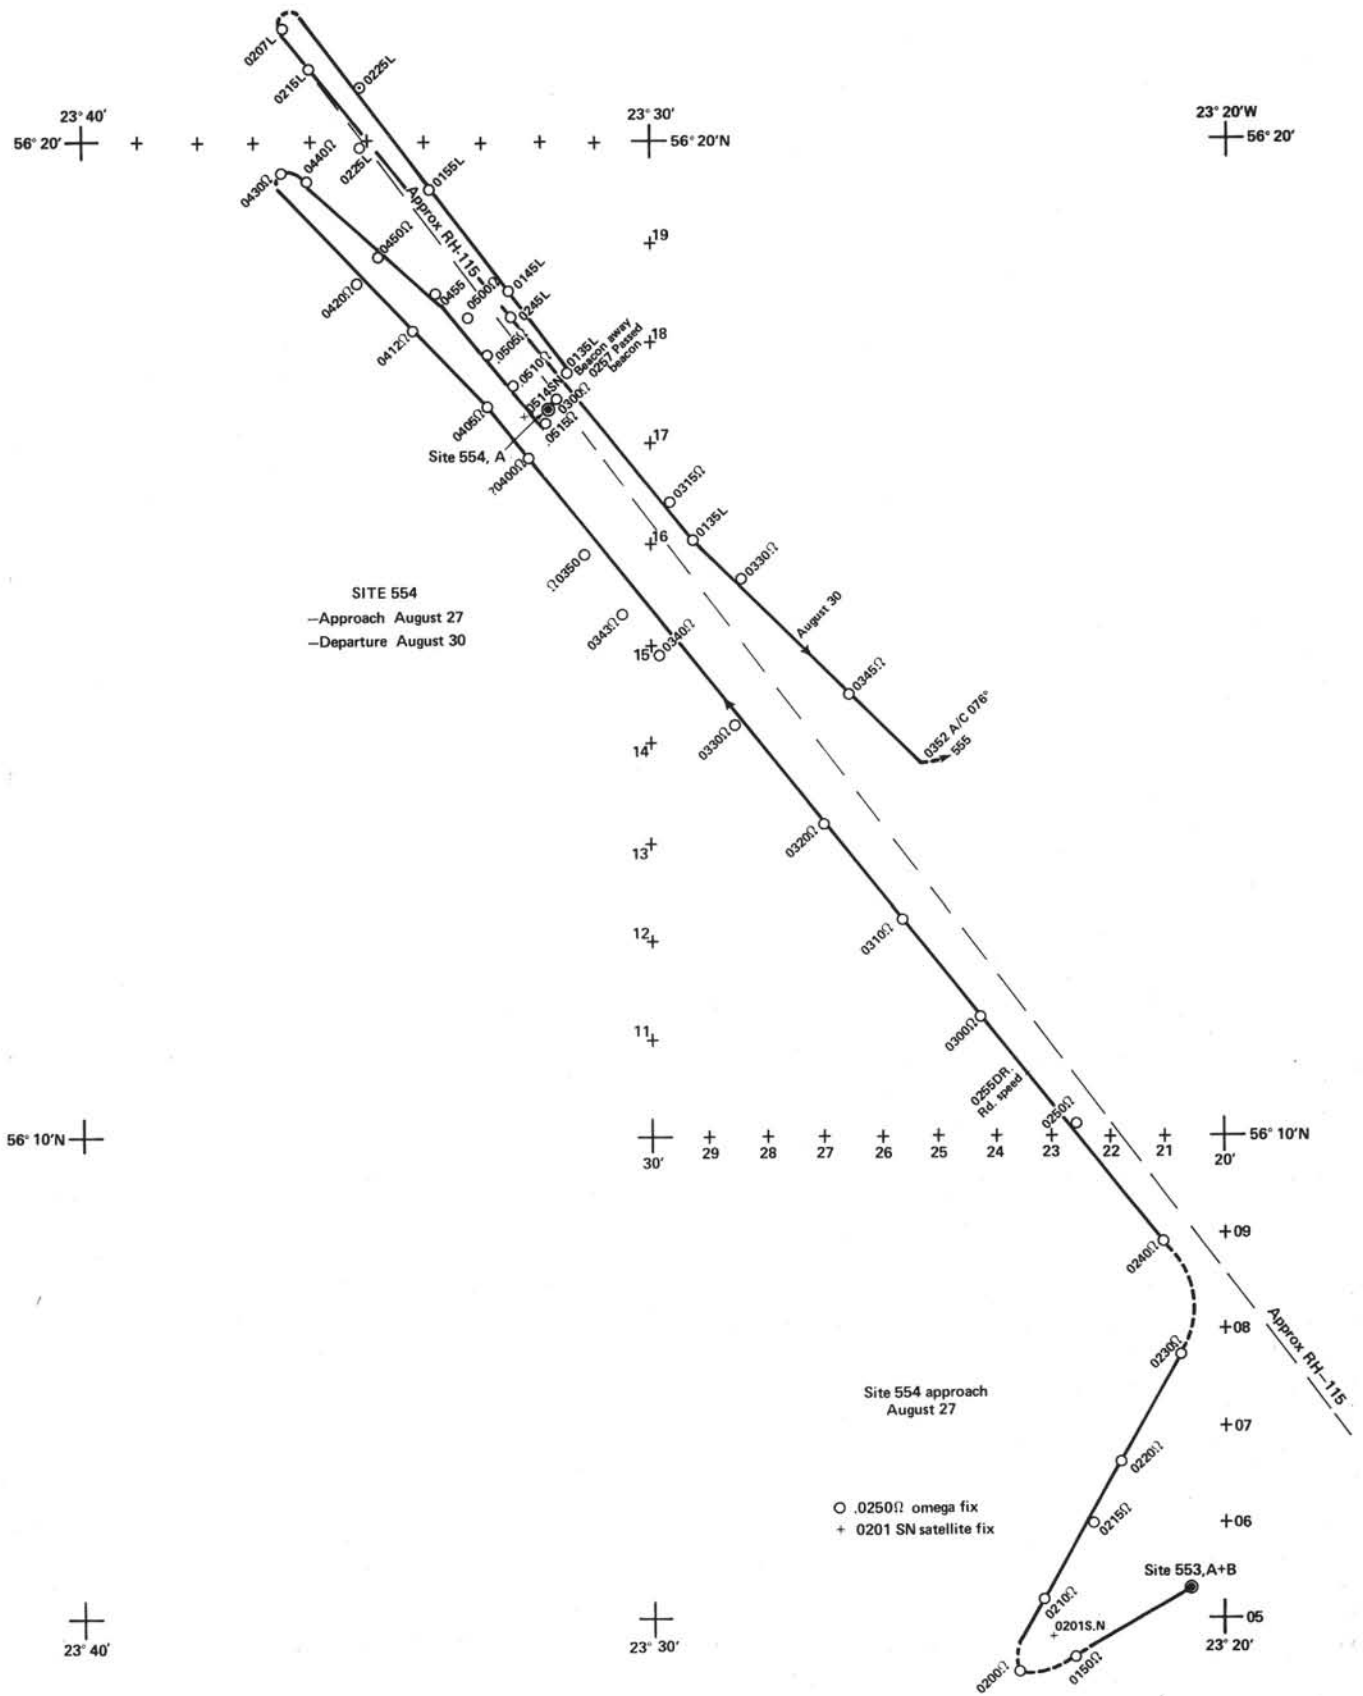 0207L
0215L
0225L
23° 40'
23° 30'
23° 20'W
56° 20'
56° 20'N
56° 20'
0225L
0155L
0430Ω
0440Ω
Approx RH-115
19
0450Ω
0420Ω
0455
0500Ω
0145L
0245L
18
0412Ω
.0505Ω
.0510Ω
0135L
Beacon away
0257 Passed
beacon
0514SN
0300Ω
.0515Ω
0405Ω
17
Site 554, A
?0400Ω
0315Ω
0135L
16
Ω0350
0330Ω
SITE 554
—Approach August 27
—Departure August 30
August 30
0343Ω
15
0340Ω
0345Ω
0352 A/C 076°
555
14
0330Ω
0320Ω
13
0310Ω
12
0300Ω
11
0255DR.
Rd. speed
0250Ω
56° 10'N
56° 10'N
30'
29
28
27
26
25
24
23
22
21
20'
09
0240Ω
08
Approx RH—115
0230Ω
Site 554 approach
August 27
07
0220Ω
.0250Ω omega fix
0201 SN satellite fix
0215Ω
06
Site 553,A+B
0210Ω
0201S.N
05
23° 40'
23° 30'
23° 20'
0200Ω
0150Ω